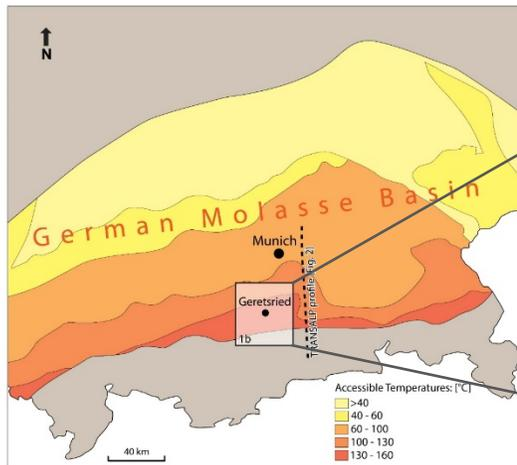 N
German Molasse Basin
Munich
TRANSALP profile [Fig. 2]
Geretsried
1b
Accessible Temperatures: [°C]
>40
40 - 60
60 - 100
100 - 130
130 - 160
40 km